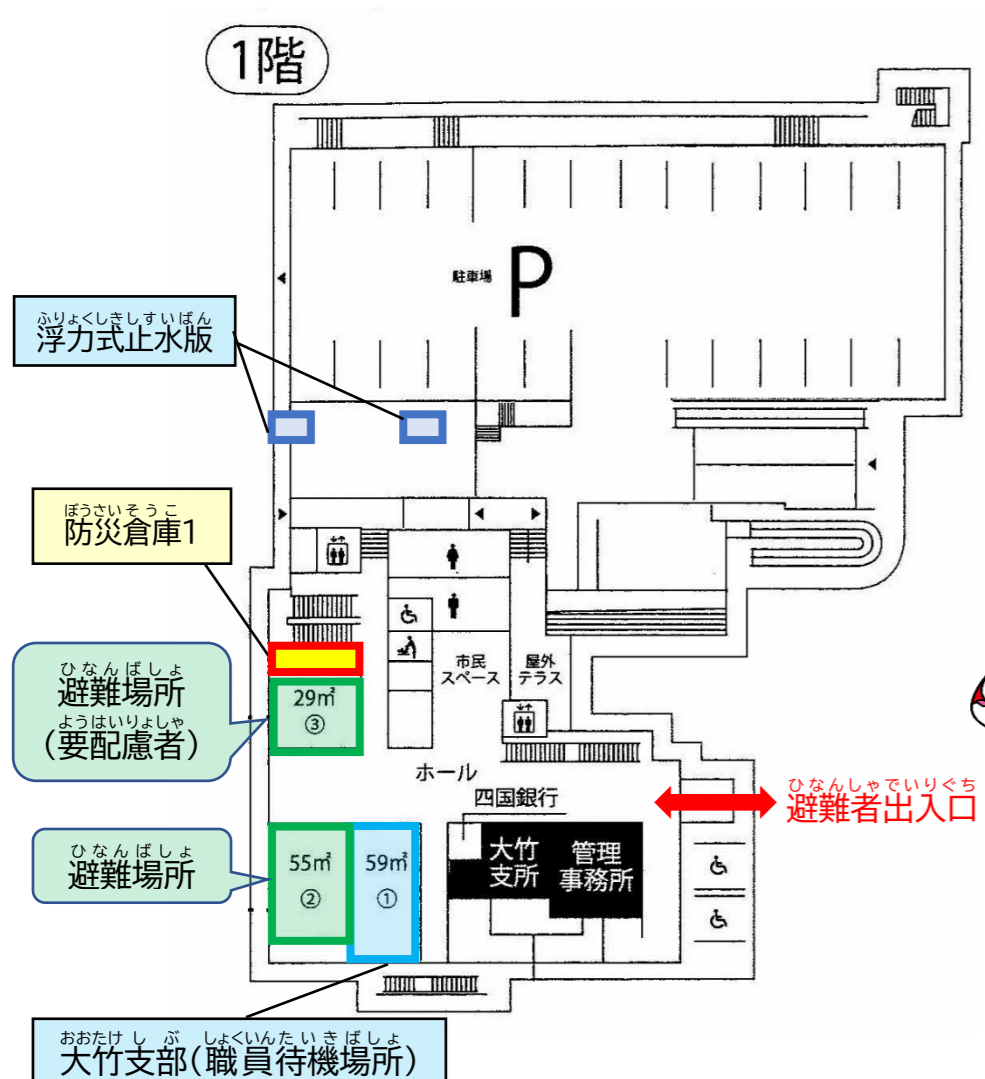 1階
駐車場
P
ふりょくしきしすいばん
浮力式止水版
ぼうさいそうこ
防災倉庫1
ひなんばしょ
避難場所
ようはいりょしゃ
(要配慮者)
29㎡
③
市民
スペース
屋外
テラス
ホール
四国銀行
ひなんしゃでいりぐち
避難者出入口
ひなんばしょ
避難場所
55㎡
②
59㎡
①
大竹
支所
管理
事務所
おおたけしぶ しょくいんたいきばしょ
大竹支部(職員待機場所)